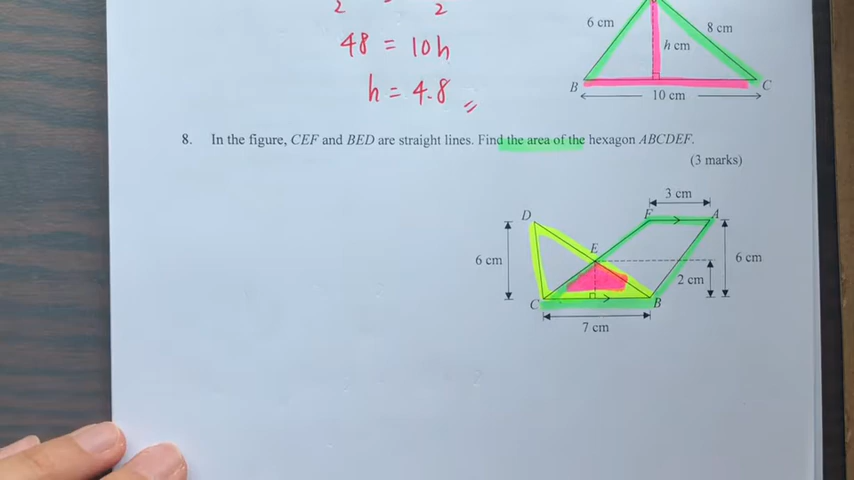 2 2
48 = 10h
h = 4.8
6 cm
8 cm
h cm
B
C
10 cm
8. In the figure, CEF and BED are straight lines. Find the area of the hexagon ABCDEF.
(3 marks)
3 cm
D
F
A
E
6 cm
6 cm
2 cm
C
B
7 cm